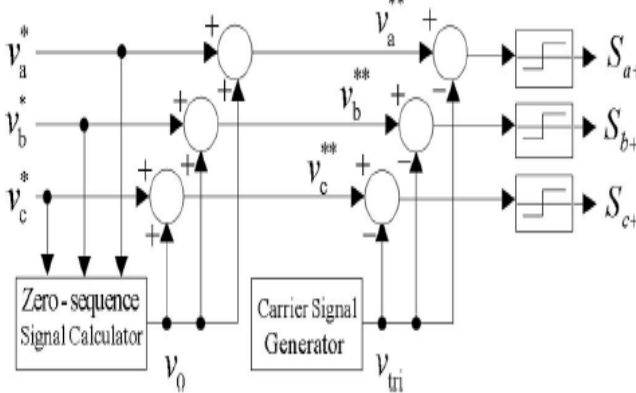 v*a + + v**a + − Sa+
v*b + + v**b + − Sb+
v*c + + v**c + − Sc+
Zero - sequence
Signal Calculator
Carrier Signal
Generator
v0
vtri